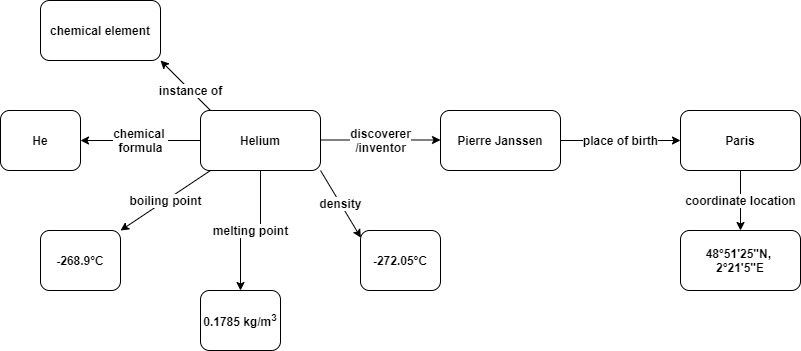 chemical element
instance of
He
chemical
formula
Helium
discoverer
/inventor
Pierre Janssen
place of birth
Paris
boiling point
melting point
density
coordinate location
-268.9°C
-272.05°C
48°51'25"N,
2°21'5"E
0.1785 kg/m³